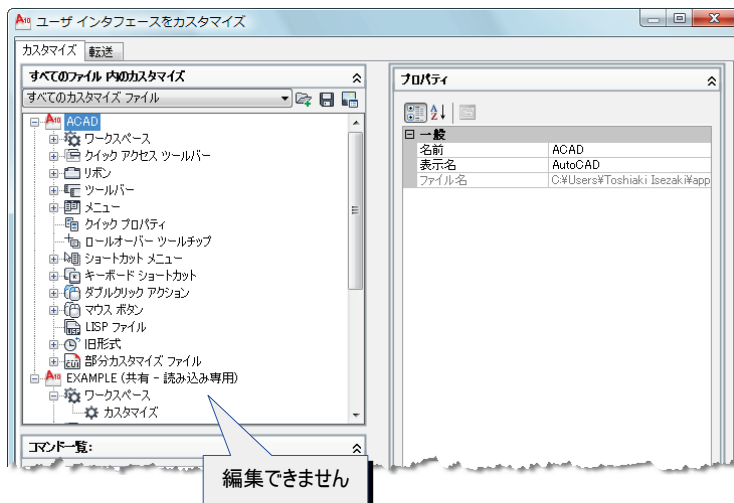 ユーザ インタフェースをカスタマイズ
カスタマイズ 転送
すべてのファイル 内のカスタマイズ
すべてのカスタマイズ ファイル
ACAD
ワークスペース
クイック アクセス ツールバー
リボン
ツールバー
メニュー
クイック プロパティ
ロールオーバー ツールチップ
ショートカット メニュー
キーボード ショートカット
ダブルクリック アクション
マウス ボタン
LISP ファイル
旧形式
部分カスタマイズ ファイル
EXAMPLE (共有 - 読み込み専用)
ワークスペース
カスタマイズ
コマンド一覧:
編集できません
プロパティ
一般
名前 ACAD
表示名 AutoCAD
ファイル名 C:¥Users¥Toshiaki Isezaki¥app